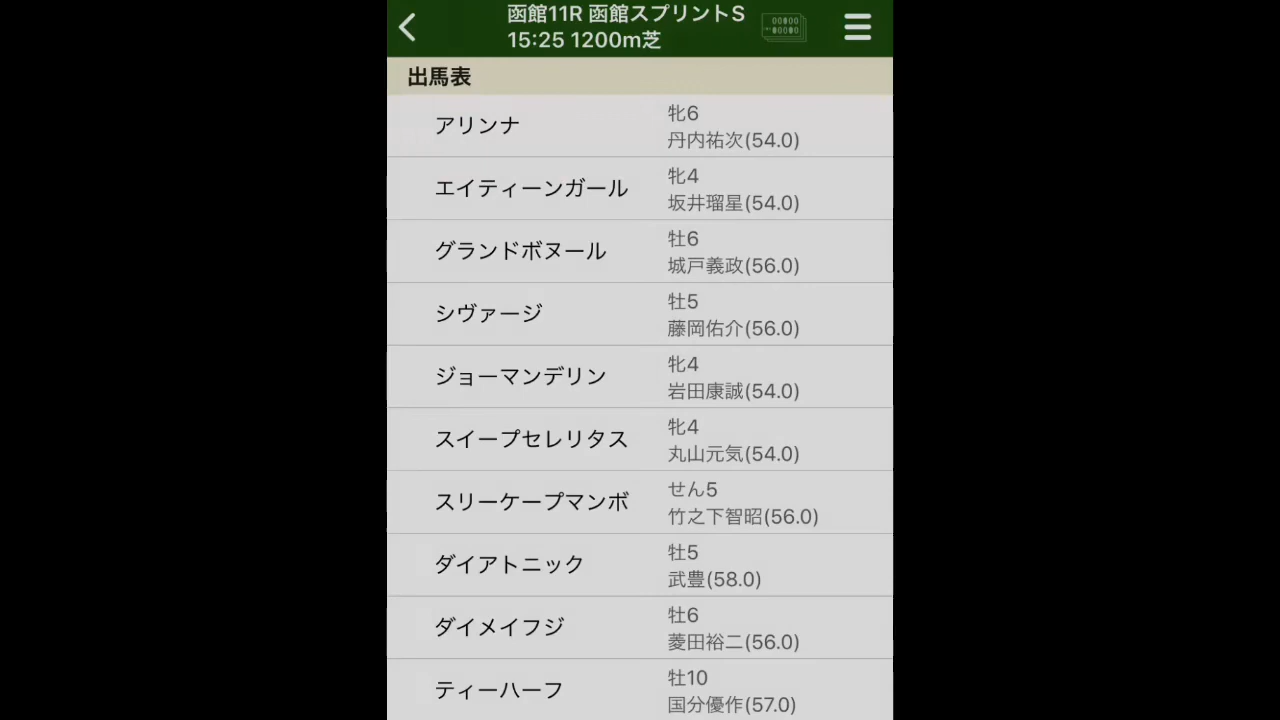 函館11R 函館スプリントS
15:25 1200m芝
出馬表
アリンナ
牝6
丹内祐次(54.0)
エイティーンガール
牝4
坂井瑠星(54.0)
グランドボヌール
牡6
城戸義政(56.0)
シヴァージ
牡5
藤岡佑介(56.0)
ジョーマンデリン
牝4
岩田康誠(54.0)
スイープセレリタス
牝4
丸山元気(54.0)
スリーケープマンボ
せん5
竹之下智昭(56.0)
ダイアトニック
牡5
武豊(58.0)
ダイメイフジ
牡6
菱田裕二(56.0)
ティーハーフ
牡10
国分優作(57.0)